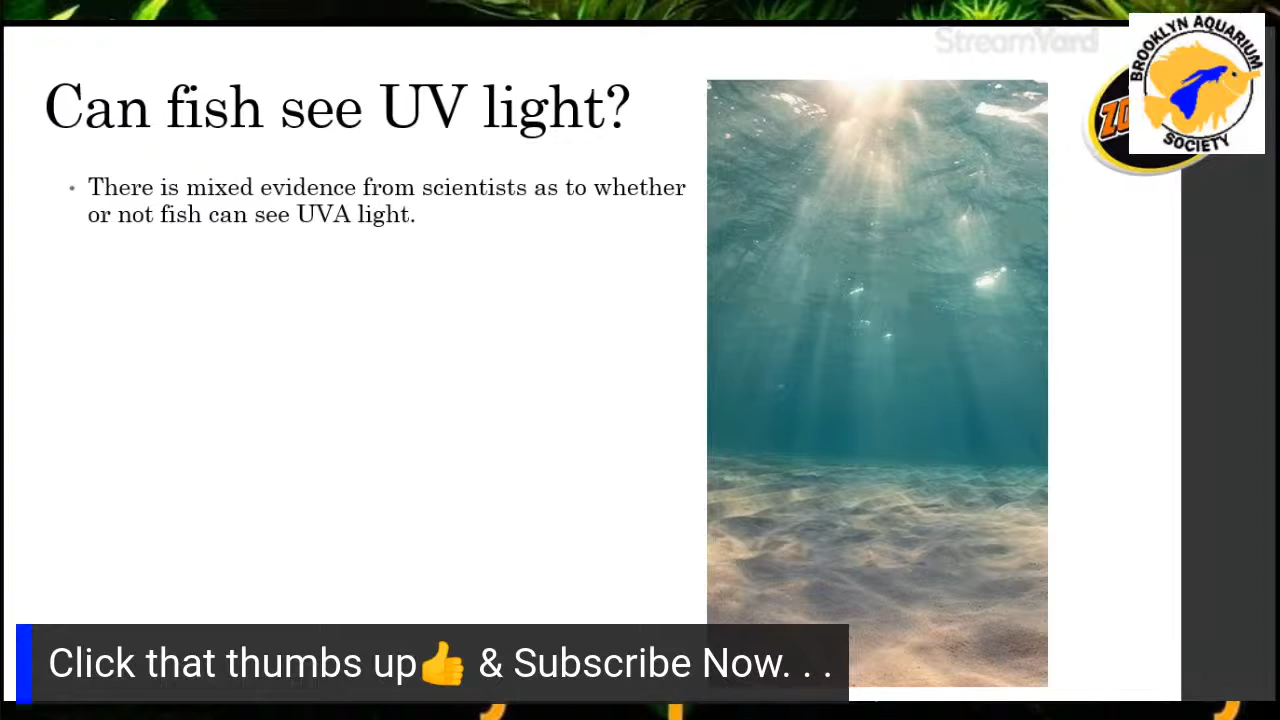 StreamYard
BROOKLYN AQUARIUM
SOCIETY
ZO
Can fish see UV light?
• There is mixed evidence from scientists as to whether
or not fish can see UVA light.
Click that thumbs up👍 & Subscribe Now. . .